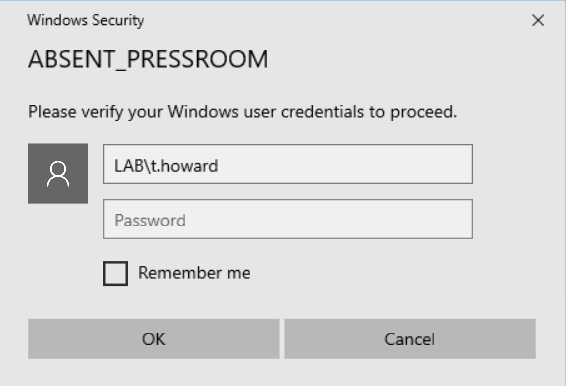 Windows Security
ABSENT_PRESSROOM
Please verify your Windows user credentials to proceed.
LAB\t.howard
Password
Remember me
OK
Cancel